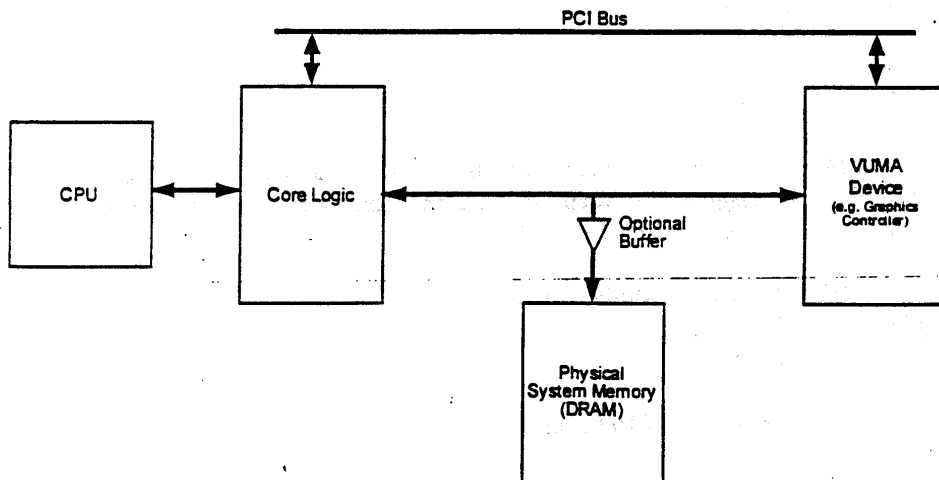 PCI Bus
CPU
Core Logic
VUMA
Device
(e.g. Graphics
Controller)
Optional
Buffer
Physical
System Memory
(DRAM)